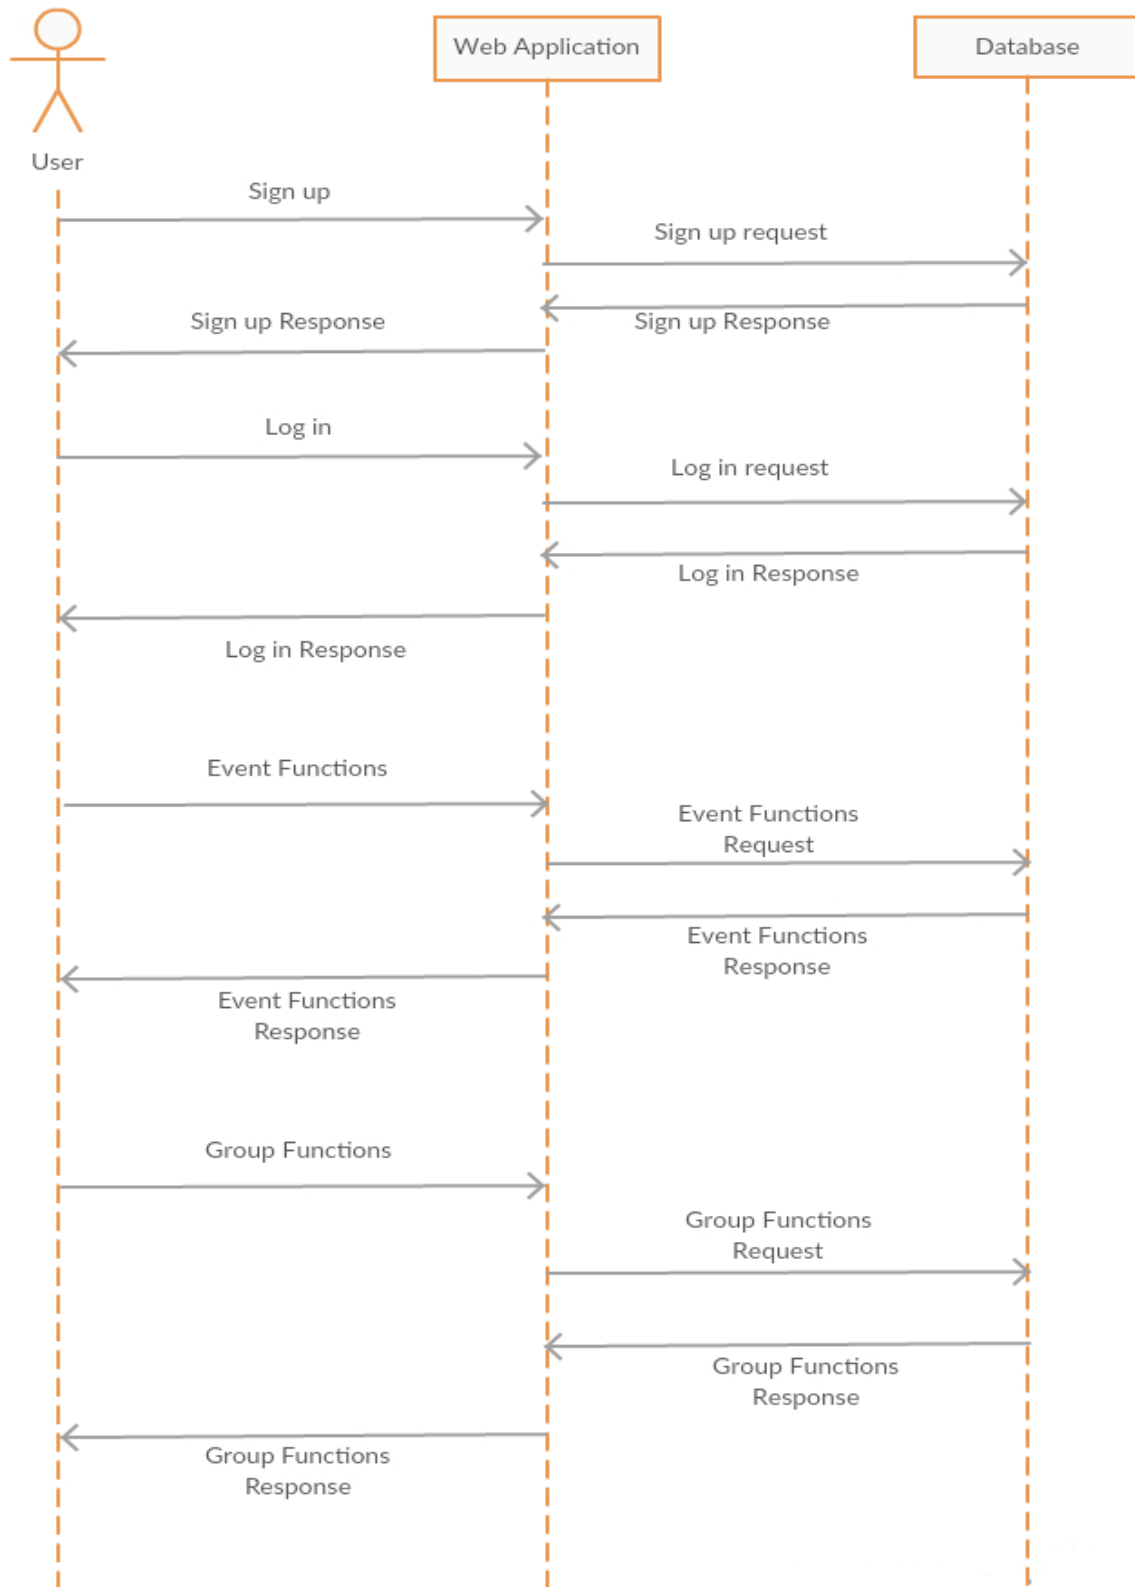 Web Application
Database
User
Sign up
Sign up request
Sign up Response
Sign up Response
Log in
Log in request
Log in Response
Log in Response
Event Functions
Event Functions
Request
Event Functions
Response
Event Functions
Response
Group Functions
Group Functions
Request
Group Functions
Response
Group Functions
Response